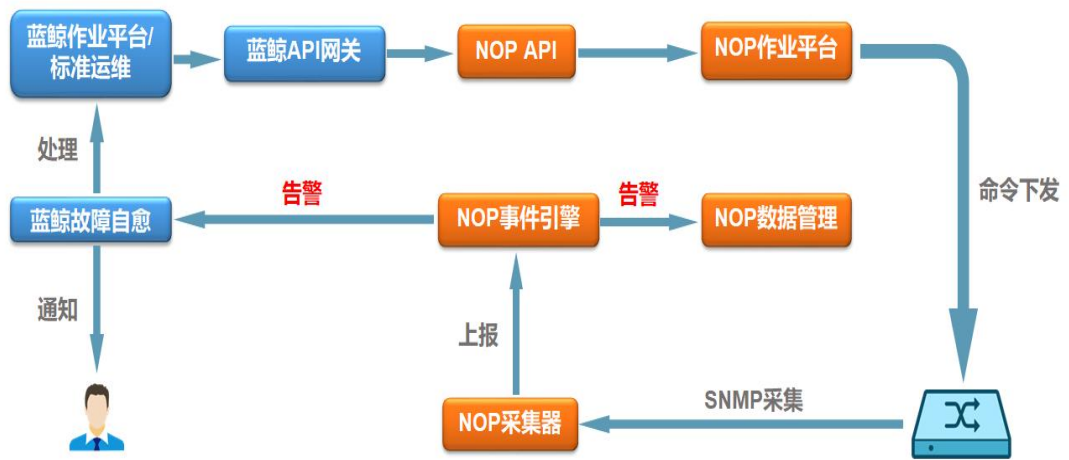 蓝鲸作业平台/
标准运维
蓝鲸API网关
NOP API
NOP作业平台
处理
命令下发
告警
告警
蓝鲸故障自愈
NOP事件引擎
NOP数据管理
通知
上报
SNMP采集
NOP采集器